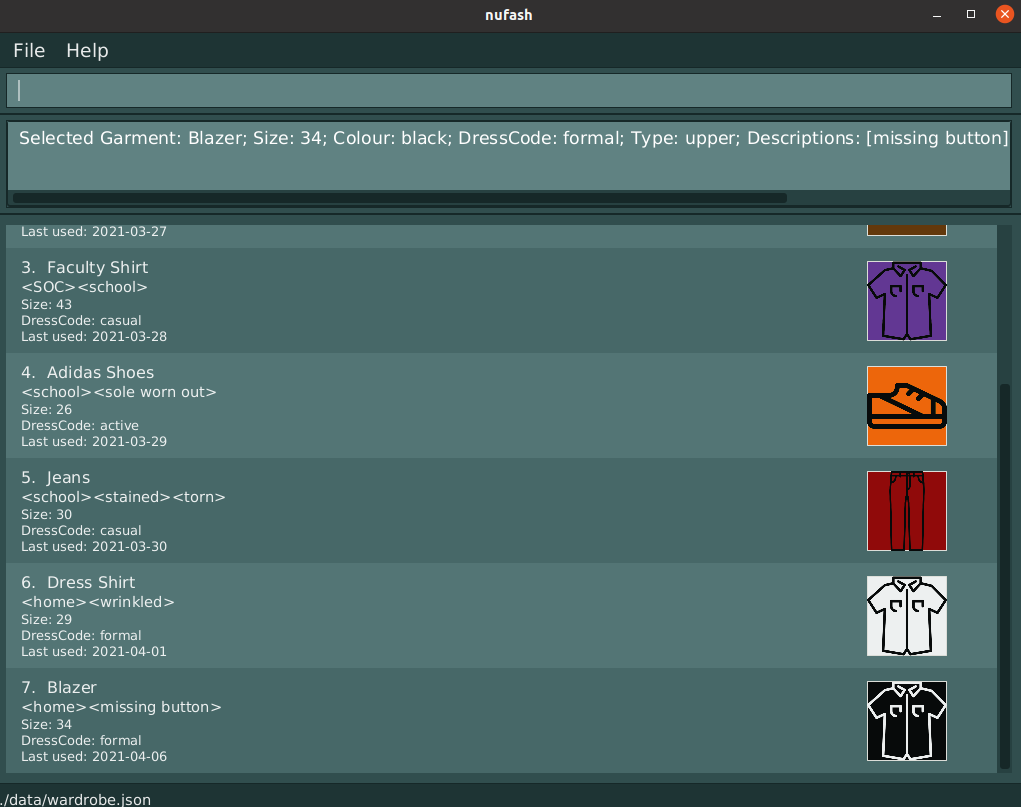 nufash
File Help
Selected Garment: Blazer; Size: 34; Colour: black; DressCode: formal; Type: upper; Descriptions: [missing button]
Last used: 2021-03-27
3. Faculty Shirt
<SOC><school>
Size: 43
DressCode: casual
Last used: 2021-03-28
4. Adidas Shoes
<school><sole worn out>
Size: 26
DressCode: active
Last used: 2021-03-29
5. Jeans
<school><stained><torn>
Size: 30
DressCode: casual
Last used: 2021-03-30
6. Dress Shirt
<home><wrinkled>
Size: 29
DressCode: formal
Last used: 2021-04-01
7. Blazer
<home><missing button>
Size: 34
DressCode: formal
Last used: 2021-04-06
./data/wardrobe.json